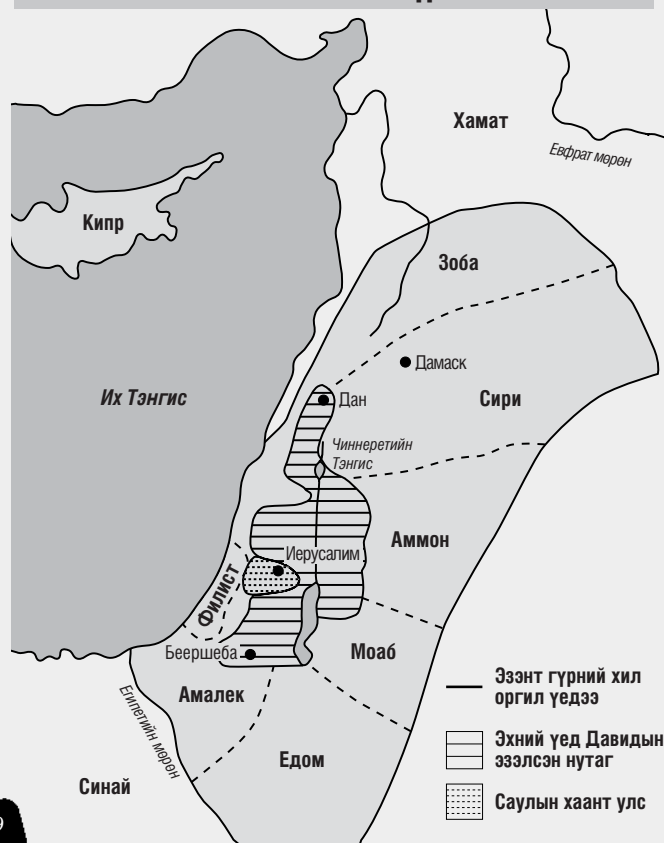 Хамат
Евфрат мөрөн
Кипр
Зоба
Дамаск
Их Тэнгис
Дан
Сири
Чиннеретийн
Тэнгис
Аммон
Иерусалим
Филист
Беершеба
Моаб
Амалек
Египетийн мөрөн
Едом
Синай
Эзэнт гүрний хил
оргил үедээ
Эхний үед Давидын
эзэлсэн нутаг
Саулын хаант улс
9